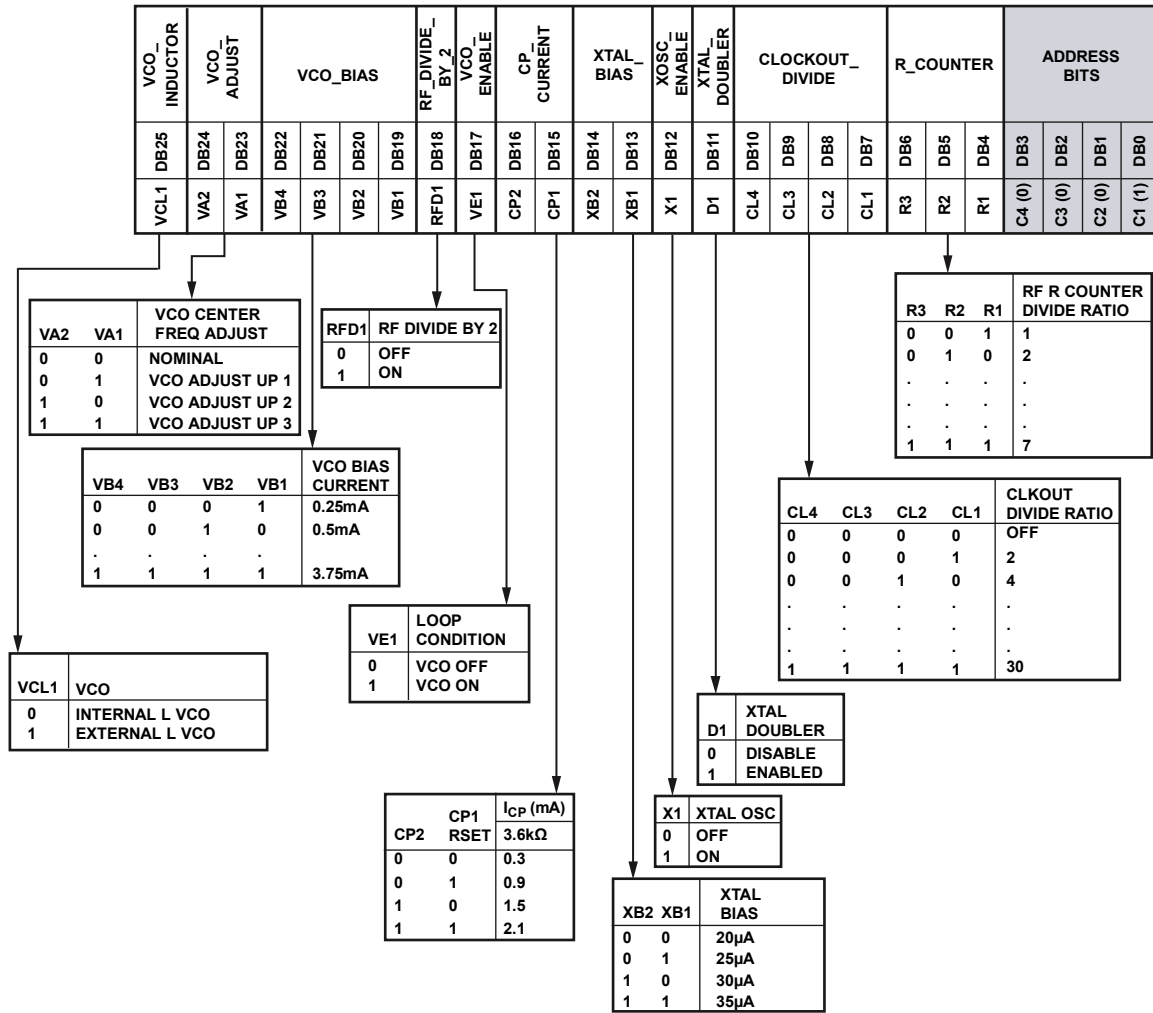 VCO_ INDUCTOR
VCO_ ADJUST
VCO_BIAS
RF_DIVIDE_ BY_2
VCO_ ENABLE
CP_ CURRENT
XTAL_ BIAS
XOSC_ ENABLE
XTAL_ DOUBLER
CLOCKOUT_ DIVIDE
R_COUNTER
ADDRESS BITS
DB25 DB24 DB23 DB22 DB21 DB20 DB19 DB18 DB17 DB16 DB15 DB14 DB13 DB12 DB11 DB10 DB9 DB8 DB7 DB6 DB5 DB4 DB3 DB2 DB1 DB0
VCL1 VA2 VA1 VB4 VB3 VB2 VB1 RFD1 VE1 CP2 CP1 XB2 XB1 X1 D1 CL4 CL3 CL2 CL1 R3 R2 R1 C4 (0) C3 (0) C2 (0) C1 (1)
VCO CENTER
VA2 VA1 FREQ ADJUST
0 0 NOMINAL
0 1 VCO ADJUST UP 1
1 0 VCO ADJUST UP 2
1 1 VCO ADJUST UP 3
RFD1 RF DIVIDE BY 2
0 OFF
1 ON
RF R COUNTER
R3 R2 R1 DIVIDE RATIO
0 0 1 1
0 1 0 2
. . . .
. . . .
. . . .
1 1 1 7
VCO BIAS
VB4 VB3 VB2 VB1 CURRENT
0 0 0 1 0.25mA
0 0 1 0 0.5mA
. .
1 1 1 1 3.75mA
CLKOUT
CL4 CL3 CL2 CL1 DIVIDE RATIO
0 0 0 0 OFF
0 0 0 1 2
0 0 1 0 4
. . . . .
. . . . .
. . . . .
1 1 1 1 30
LOOP
VE1 CONDITION
0 VCO OFF
1 VCO ON
VCL1 VCO
0 INTERNAL L VCO
1 EXTERNAL L VCO
XTAL
D1 DOUBLER
0 DISABLE
1 ENABLED
X1 XTAL OSC
0 OFF
1 ON
CP1 ICP (mA)
CP2 RSET 3.6kΩ
0 0 0.3
0 1 0.9
1 0 1.5
1 1 2.1
XTAL
XB2 XB1 BIAS
0 0 20µA
0 1 25µA
1 0 30µA
1 1 35µA